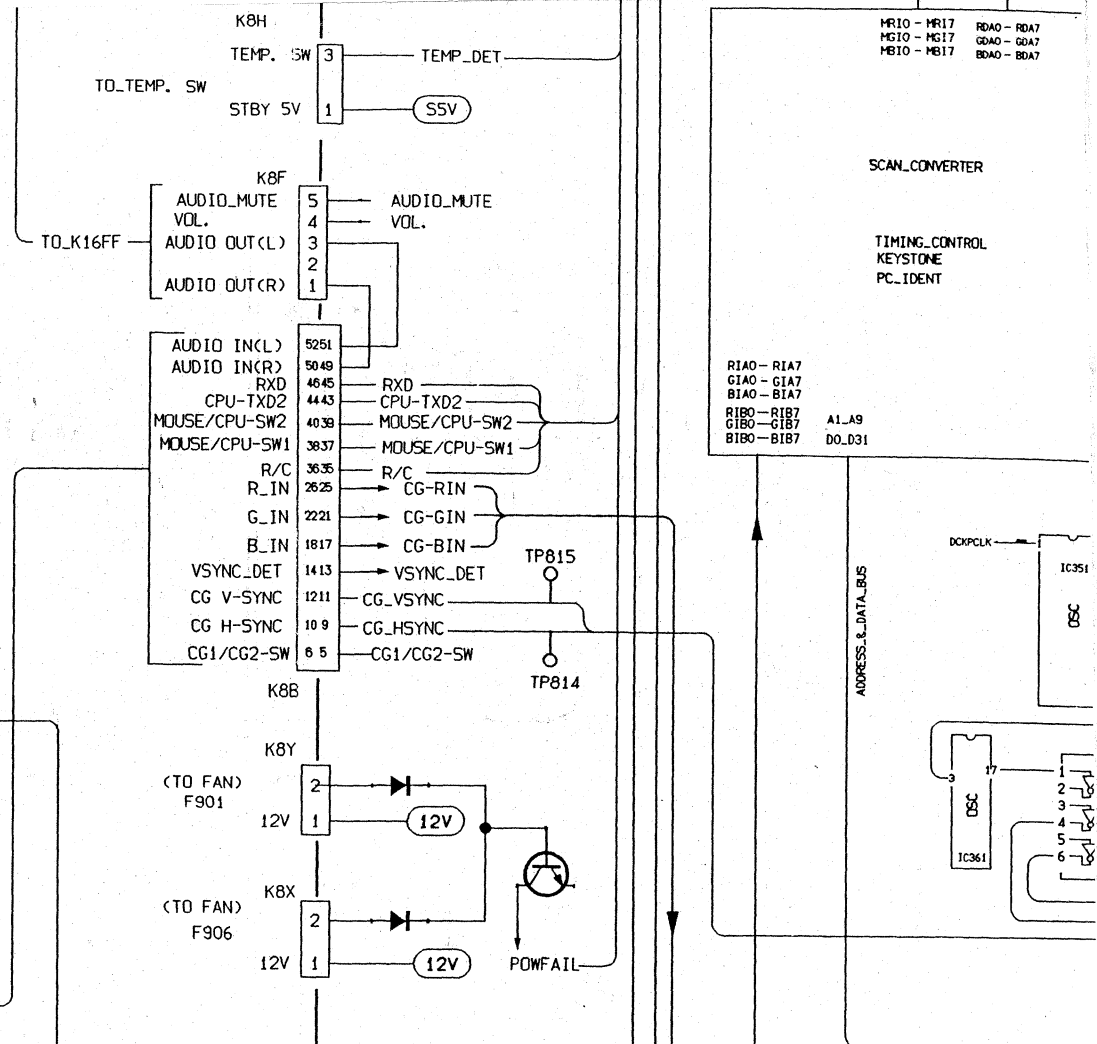 K8H
TEMP. SW 3 TEMP_DET
TO_TEMP. SW
STBY 5V 1 S5V
K8F
AUDIO_MUTE 5 AUDIO_MUTE
VOL. 4 VOL.
TO_K16FF AUDIO OUT(L) 3
2
AUDIO OUT(R) 1
AUDIO IN(L) 5251
AUDIO IN(R) 5049
RXD 4645 RXD
CPU-TXD2 4443 CPU-TXD2
MOUSE/CPU-SW2 4039 MOUSE/CPU-SW2
MOUSE/CPU-SW1 3837 MOUSE/CPU-SW1
R/C 3635 R/C
R_IN 2625 CG-RIN
G_IN 2221 CG-GIN
B_IN 1817 CG-BIN
TP815
VSYNC_DET 1413 VSYNC_DET
CG V-SYNC 1211 CG_VSYNC
CG H-SYNC 10 9 CG_HSYNC
CG1/CG2-SW 6 5 CG1/CG2-SW
TP814
K8B
K8Y
(TO FAN) 2
F901
12V 1 12V
K8X
(TO FAN) 2
F906
12V 1 12V
POWFAIL
MRI0 - MRI7 RDA0 - RDA7
MGI0 - MGI7 GDA0 - GDA7
MBI0 - MBI7 BDA0 - BDA7
SCAN_CONVERTER
TIMING_CONTROL
KEYSTONE
PC_IDENT
RIA0 - RIA7
GIA0 - GIA7
BIA0 - BIA7
RIB0 - RIB7
GIB0 - GIB7 A1_A9
BIB0 - BIB7 D0_D31
ADDRESS_&_DATA_BUS
DCKPCLK 1
IC351
OSC
3 17
OSC
IC361
1
2
3
4
5
6